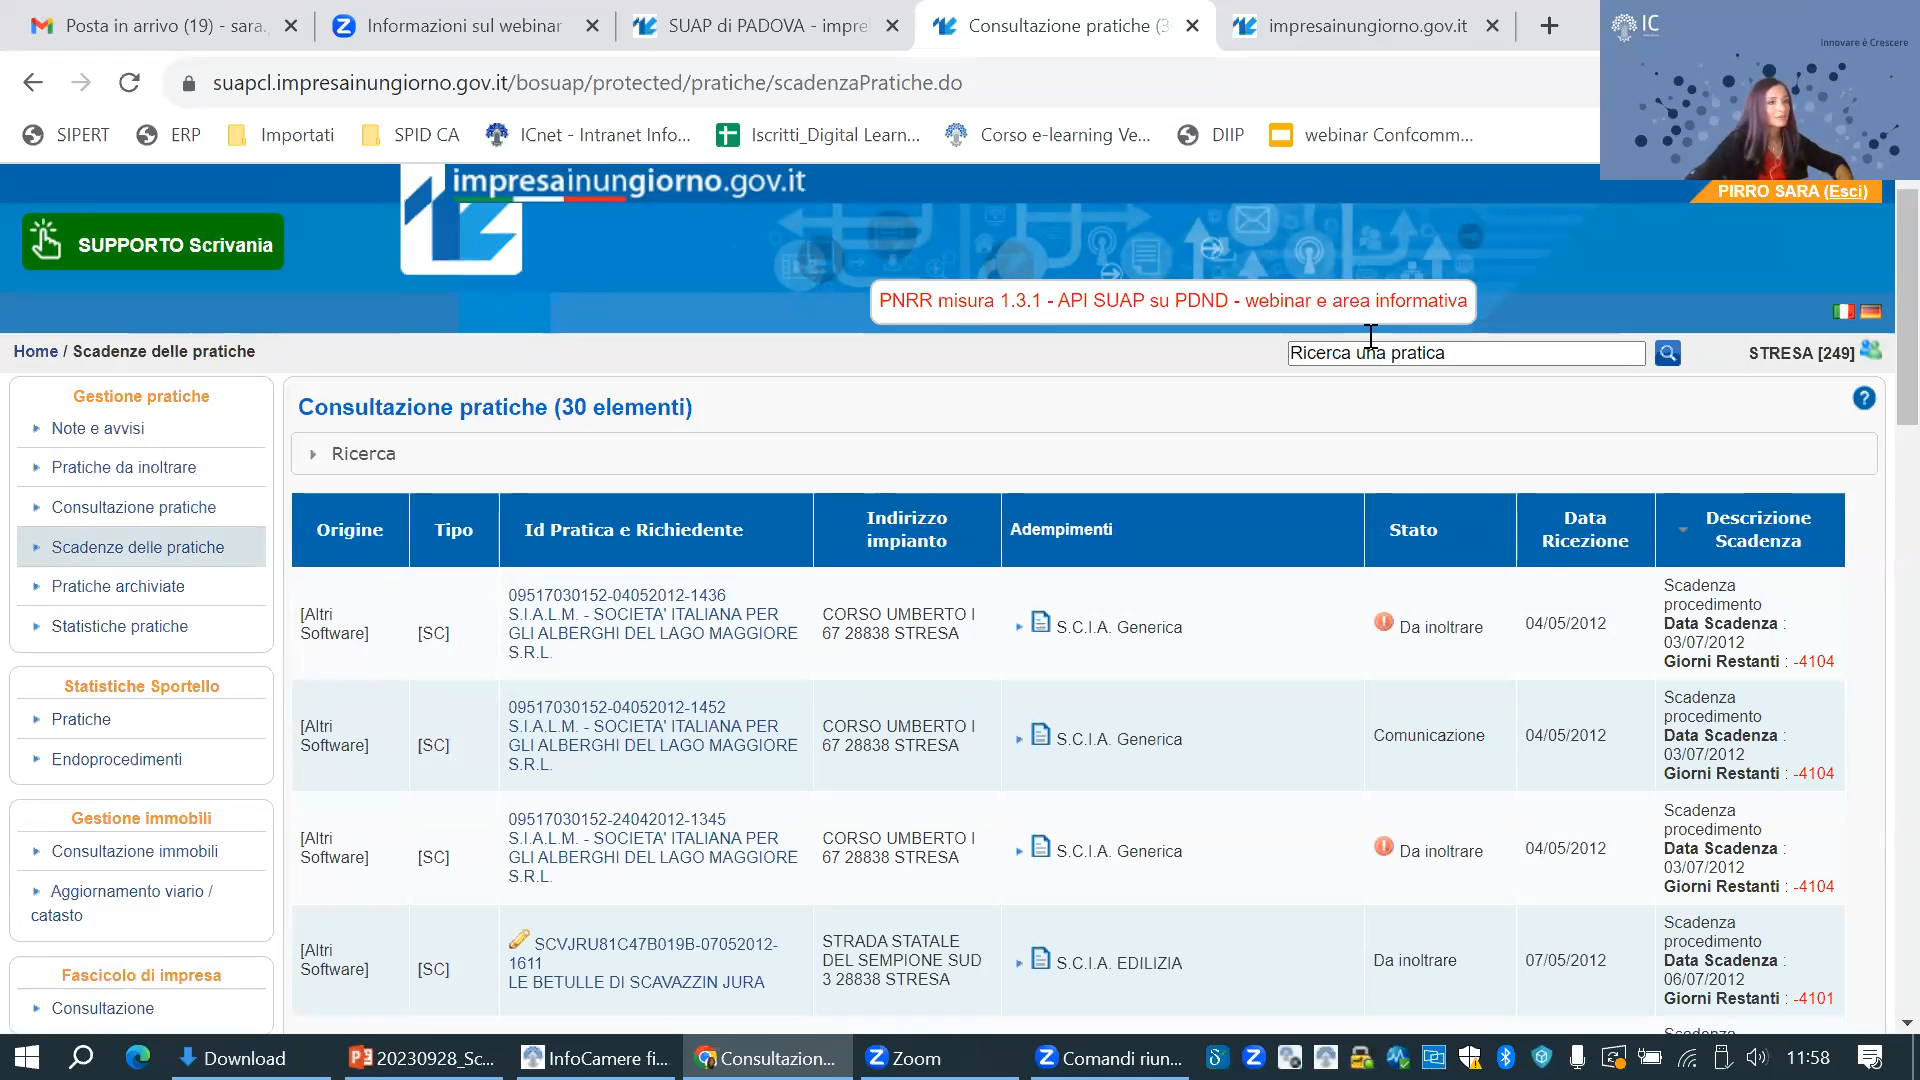 Posta in arrivo (19) - sara.
Informazioni sul webinar
SUAP di PADOVA - impre
Consultazione pratiche (3
impresainungiorno.gov.it
IC
Innovare è Crescere
suapcl.impresainungiorno.gov.it/bosuap/protected/pratiche/scadenzaPratiche.do
SIPERT
ERP
Importati
SPID CA
ICnet - Intranet Info...
Iscritti_Digital Learn...
Corso e-learning Ve...
DIIP
webinar Confcomm...
impresainungiorno.gov.it
PIRRO SARA (Esci)
SUPPORTO Scrivania
PNRR misura 1.3.1 - API SUAP su PDND - webinar e area informativa
Home / Scadenze delle pratiche
Ricerca una pratica
STRESA [249]
Gestione pratiche
Note e avvisi
Pratiche da inoltrare
Consultazione pratiche
Scadenze delle pratiche
Pratiche archiviate
Statistiche pratiche
Statistiche Sportello
Pratiche
Endoprocedimenti
Gestione immobili
Consultazione immobili
Aggiornamento viario /
catasto
Fascicolo di impresa
Consultazione
Consultazione pratiche (30 elementi)
?
Ricerca
Origine
Tipo
Id Pratica e Richiedente
Indirizzo
impianto
Adempimenti
Stato
Data
Ricezione
Descrizione
Scadenza
[Altri
Software]
[SC]
09517030152-04052012-1436
S.I.A.L.M. - SOCIETA' ITALIANA PER
GLI ALBERGHI DEL LAGO MAGGIORE
S.R.L.
CORSO UMBERTO I
67 28838 STRESA
S.C.I.A. Generica
Da inoltrare
04/05/2012
Scadenza
procedimento
Data Scadenza :
03/07/2012
Giorni Restanti : -4104
[Altri
Software]
[SC]
09517030152-04052012-1452
S.I.A.L.M. - SOCIETA' ITALIANA PER
GLI ALBERGHI DEL LAGO MAGGIORE
S.R.L.
CORSO UMBERTO I
67 28838 STRESA
S.C.I.A. Generica
Comunicazione
04/05/2012
Scadenza
procedimento
Data Scadenza :
03/07/2012
Giorni Restanti : -4104
[Altri
Software]
[SC]
09517030152-24042012-1345
S.I.A.L.M. - SOCIETA' ITALIANA PER
GLI ALBERGHI DEL LAGO MAGGIORE
S.R.L.
CORSO UMBERTO I
67 28838 STRESA
S.C.I.A. Generica
Da inoltrare
04/05/2012
Scadenza
procedimento
Data Scadenza :
03/07/2012
Giorni Restanti : -4104
[Altri
Software]
[SC]
SCVJRU81C47B019B-07052012-
1611
LE BETULLE DI SCAVAZZIN JURA
STRADA STATALE
DEL SEMPIONE SUD
3 28838 STRESA
S.C.I.A. EDILIZIA
Da inoltrare
07/05/2012
Scadenza
procedimento
Data Scadenza :
06/07/2012
Giorni Restanti : -4101
Scadenza
Download
20230928_Sc...
InfoCamere fi...
Consultazion...
Zoom
Comandi riun...
11:58